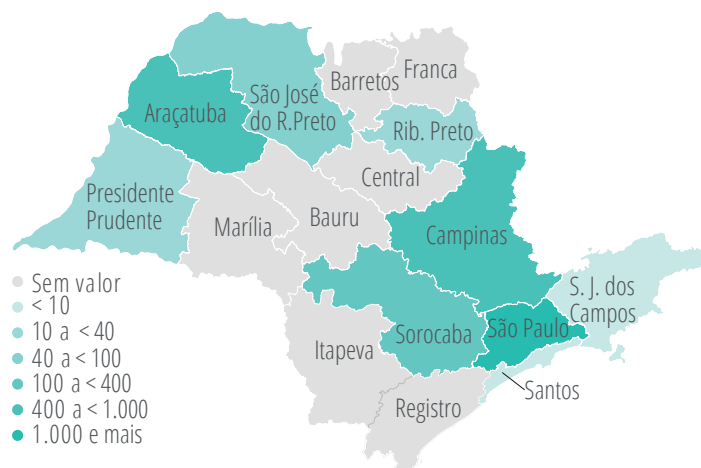 Barretos
Franca
São José
do R.Preto
Araçatuba
Rib. Preto
Central
Presidente
Prudente
Marília
Bauru
Campinas
S. J. dos
Campos
São Paulo
Sorocaba
Itapeva
Santos
Registro
Sem valor
< 10
10 a < 40
40 a < 100
100 a < 400
400 a < 1.000
1.000 e mais